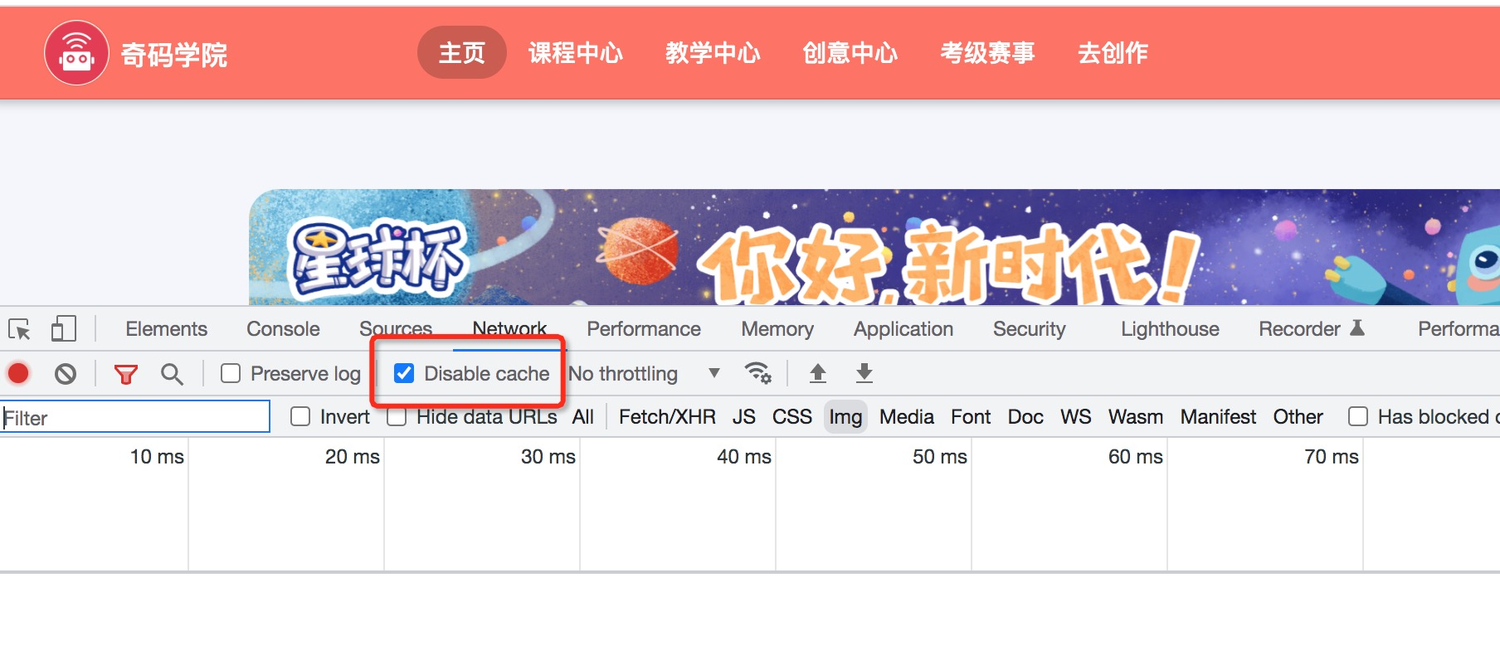 奇码学院 主页 课程中心 教学中心 创意中心 考级赛事 去创作
星球杯 你好,新时代!
Elements Console Sources Network Performance Memory Application Security Lighthouse Recorder Performa
Preserve log Disable cache No throttling
Filter Invert Hide data URLs All Fetch/XHR JS CSS Img Media Font Doc WS Wasm Manifest Other Has blocked c
10 ms 20 ms 30 ms 40 ms 50 ms 60 ms 70 ms